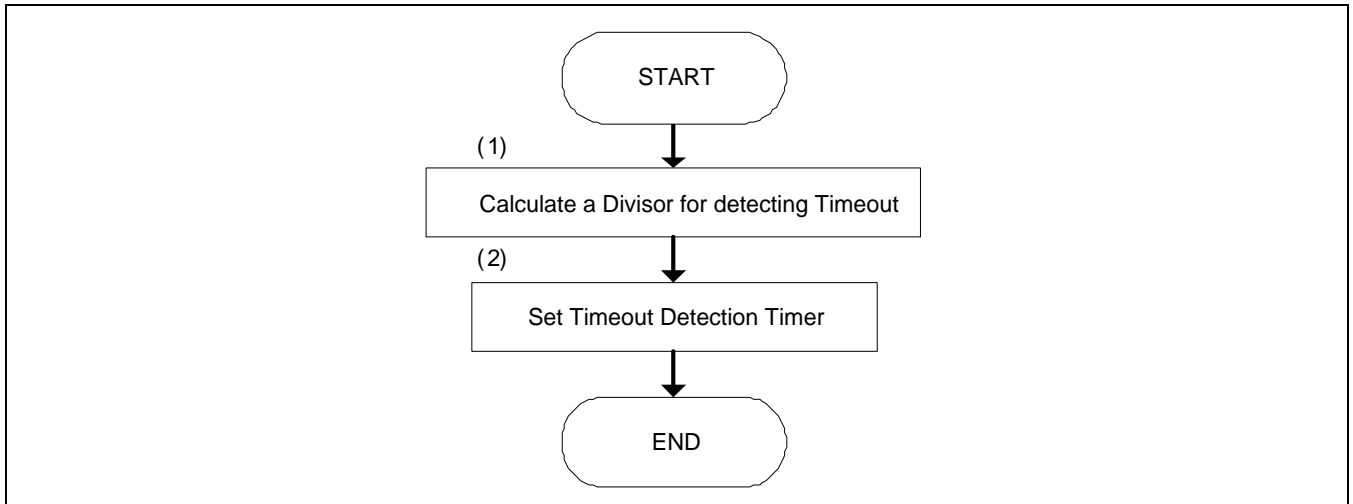 START
(1)
Calculate a Divisor for detecting Timeout
(2)
Set Timeout Detection Timer
END